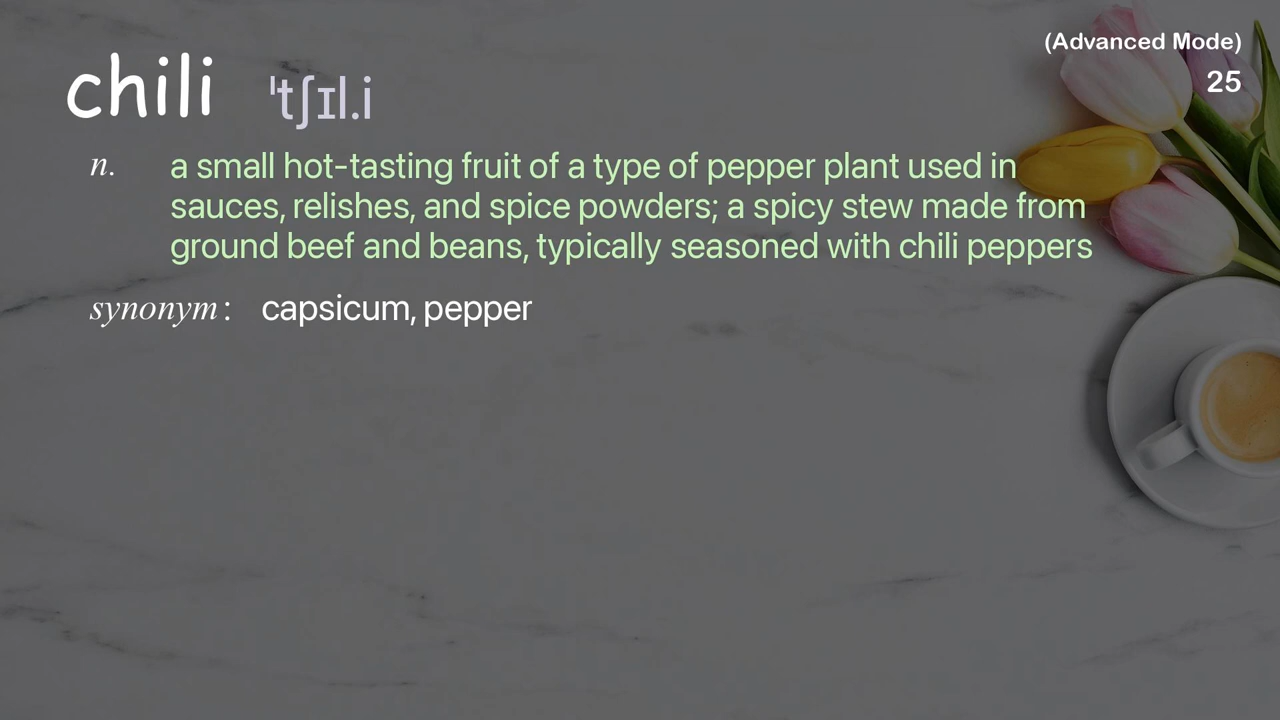 (Advanced Mode)
25
chili ˈtʃɪl.i
n. a small hot-tasting fruit of a type of pepper plant used in
sauces, relishes, and spice powders; a spicy stew made from
ground beef and beans, typically seasoned with chili peppers
synonym: capsicum, pepper